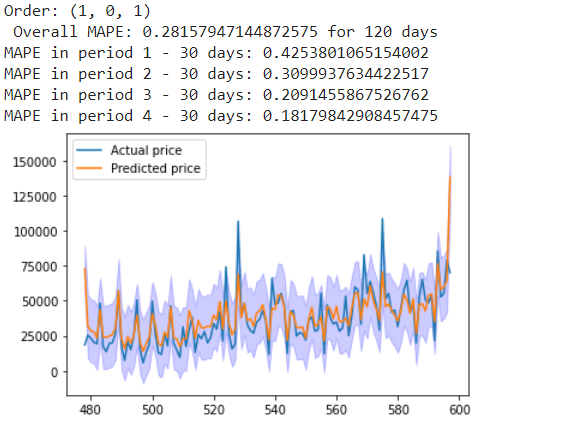 Order: (1, 0, 1)
Overall MAPE: 0.28157947144872575 for 120 days
MAPE in period 1 - 30 days: 0.4253801065154002
MAPE in period 2 - 30 days: 0.3099937634422517
MAPE in period 3 - 30 days: 0.2091455867526762
MAPE in period 4 - 30 days: 0.18179842908457475
Actual price
Predicted price
150000
125000
100000
75000
50000
25000
0
480 500 520 540 560 580 600